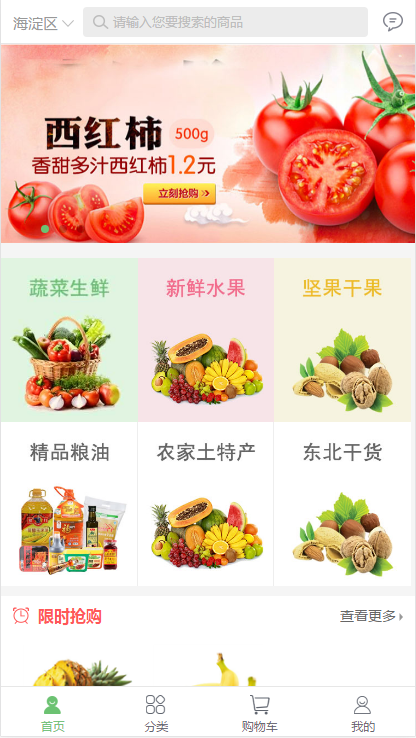 海淀区
请输入您要搜索的商品
西红柿 500g
香甜多汁西红柿1.2元
立刻抢购
蔬菜生鲜 新鲜水果 坚果干果
精品粮油 农家土特产 东北干货
限时抢购 查看更多
首页 分类 购物车 我的